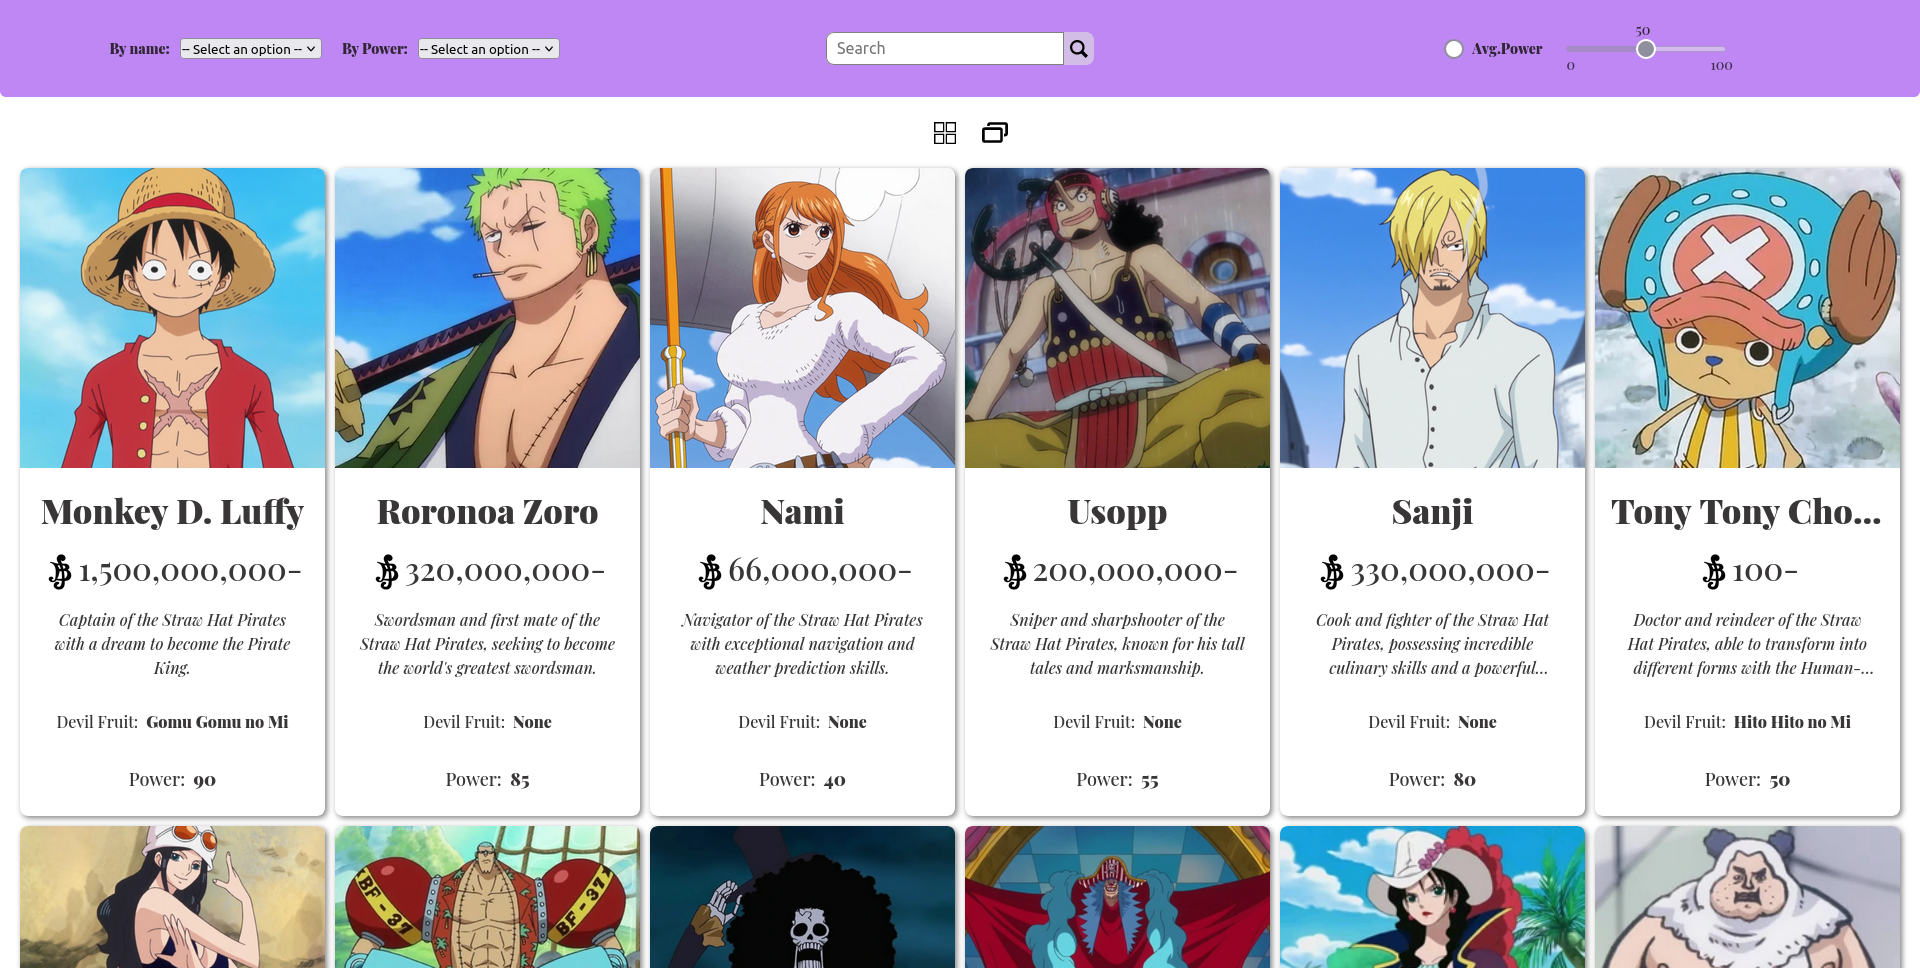 By name: -- Select an option -- By Power: -- Select an option --
Search
50
Avg.Power
0 100
Monkey D. Luffy
1,500,000,000-
Captain of the Straw Hat Pirates
with a dream to become the Pirate
King.
Devil Fruit: Gomu Gomu no Mi
Power: 90
Roronoa Zoro
320,000,000-
Swordsman and first mate of the
Straw Hat Pirates, seeking to become
the world's greatest swordsman.
Devil Fruit: None
Power: 85
Nami
66,000,000-
Navigator of the Straw Hat Pirates
with exceptional navigation and
weather prediction skills.
Devil Fruit: None
Power: 40
Usopp
200,000,000-
Sniper and sharpshooter of the
Straw Hat Pirates, known for his tall
tales and marksmanship.
Devil Fruit: None
Power: 55
Sanji
330,000,000-
Cook and fighter of the Straw Hat
Pirates, possessing incredible
culinary skills and a powerful...
Devil Fruit: None
Power: 80
Tony Tony Cho...
100-
Doctor and reindeer of the Straw
Hat Pirates, able to transform into
different forms with the Human-...
Devil Fruit: Hito Hito no Mi
Power: 50
BF - 37
BF - 37